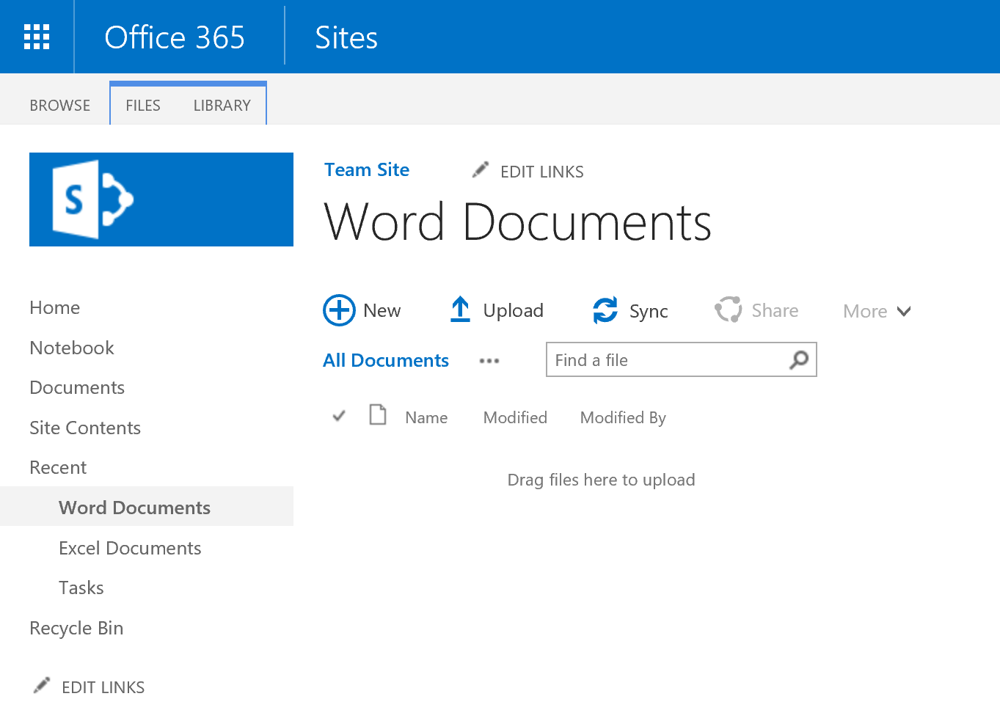 Office 365 Sites
BROWSE FILES LIBRARY
S
Team Site EDIT LINKS
Word Documents
Home
Notebook
Documents
Site Contents
Recent
Word Documents
Excel Documents
Tasks
Recycle Bin
EDIT LINKS
New Upload Sync Share More
All Documents ••• Find a file
Name Modified Modified By
Drag files here to upload